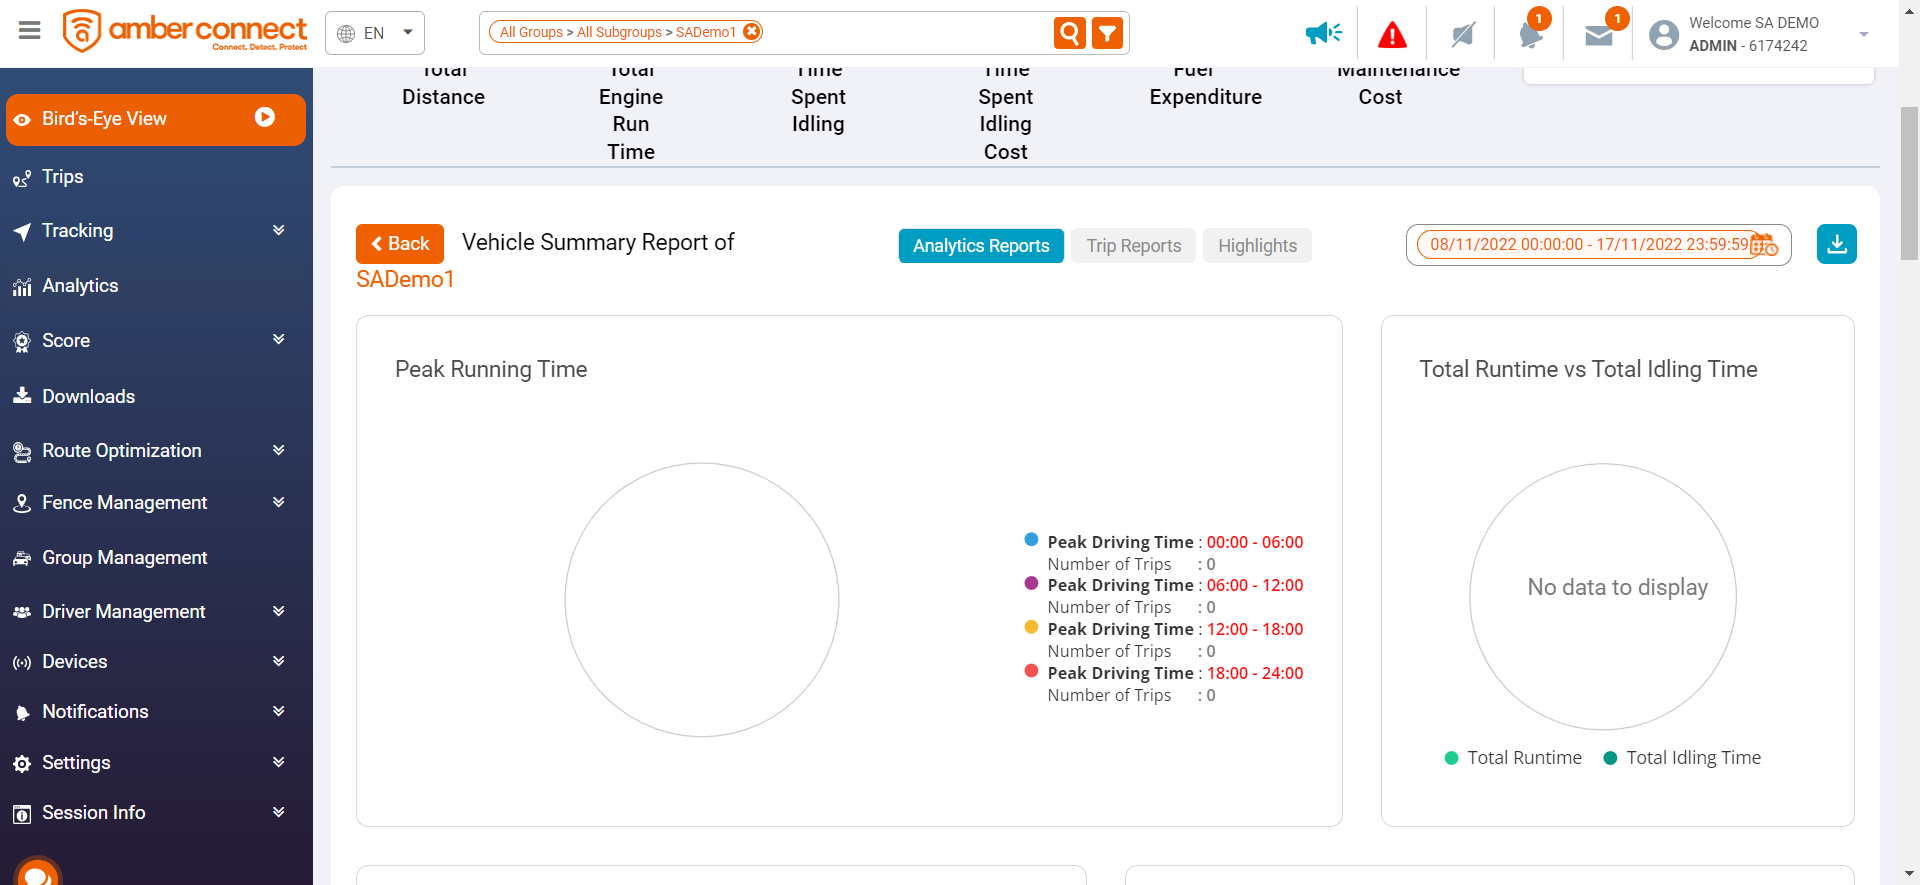 amber connect
Connect. Detect. Protect
EN
All Groups > All Subgroups > SADemo1
1
1
Welcome SA DEMO
ADMIN - 6174242
Bird's-Eye View
Trips
Tracking
Analytics
Score
Downloads
Route Optimization
Fence Management
Group Management
Driver Management
Devices
Notifications
Settings
Session Info
Total
Distance
Total
Engine
Run
Time
Time
Spent
Idling
Time
Spent
Idling
Cost
Fuel
Expenditure
Maintenance
Cost
Back
Vehicle Summary Report of
SADemo1
Analytics Reports
Trip Reports
Highlights
08/11/2022 00:00:00 - 17/11/2022 23:59:59
Peak Running Time
Peak Driving Time : 00:00 - 06:00
Number of Trips : 0
Peak Driving Time : 06:00 - 12:00
Number of Trips : 0
Peak Driving Time : 12:00 - 18:00
Number of Trips : 0
Peak Driving Time : 18:00 - 24:00
Number of Trips : 0
Total Runtime vs Total Idling Time
No data to display
Total Runtime
Total Idling Time